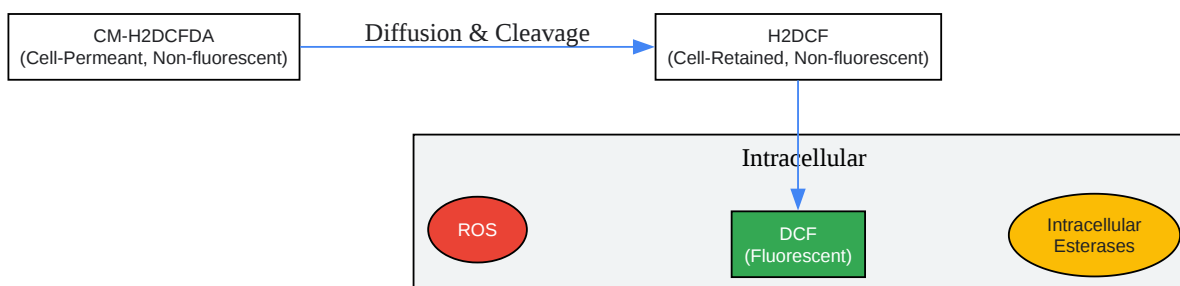 CM-H2DCFDA
(Cell-Permeant, Non-fluorescent)
Diffusion & Cleavage
H2DCF
(Cell-Retained, Non-fluorescent)
Intracellular
ROS
DCF
(Fluorescent)
Intracellular
Esterases